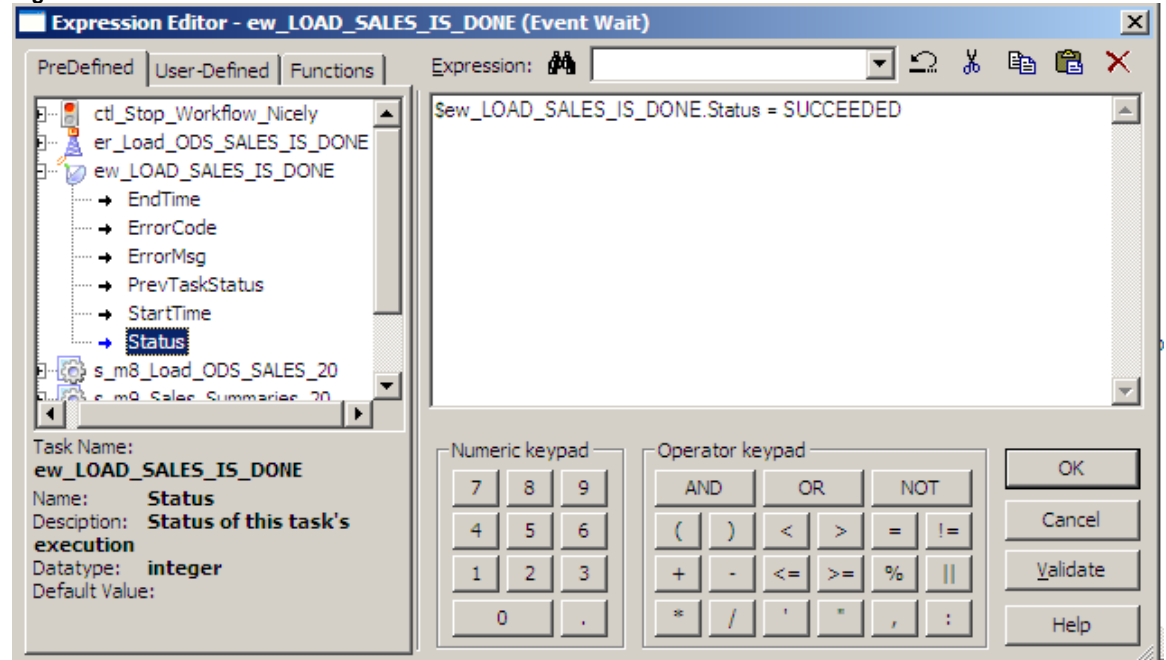 Expression Editor - ew_LOAD_SALES_IS_DONE (Event Wait)
PreDefined User-Defined Functions
Expression:
ctl_Stop_Workflow_Nicely
er_Load_ODS_SALES_IS_DONE
ew_LOAD_SALES_IS_DONE
EndTime
ErrorCode
ErrorMsg
PrevTaskStatus
StartTime
Status
s_m8_Load_ODS_SALES_20
s_m9_Sales_Summaries_20
$ew_LOAD_SALES_IS_DONE.Status = SUCCEEDED
Task Name:
ew_LOAD_SALES_IS_DONE
Name: Status
Desciption: Status of this task's
execution
Datatype: integer
Default Value:
Numeric keypad
7 8 9
4 5 6
1 2 3
0 .
Operator keypad
AND OR NOT
( ) < > = !=
+ - <= >= % ||
* / ' " , :
OK
Cancel
Validate
Help